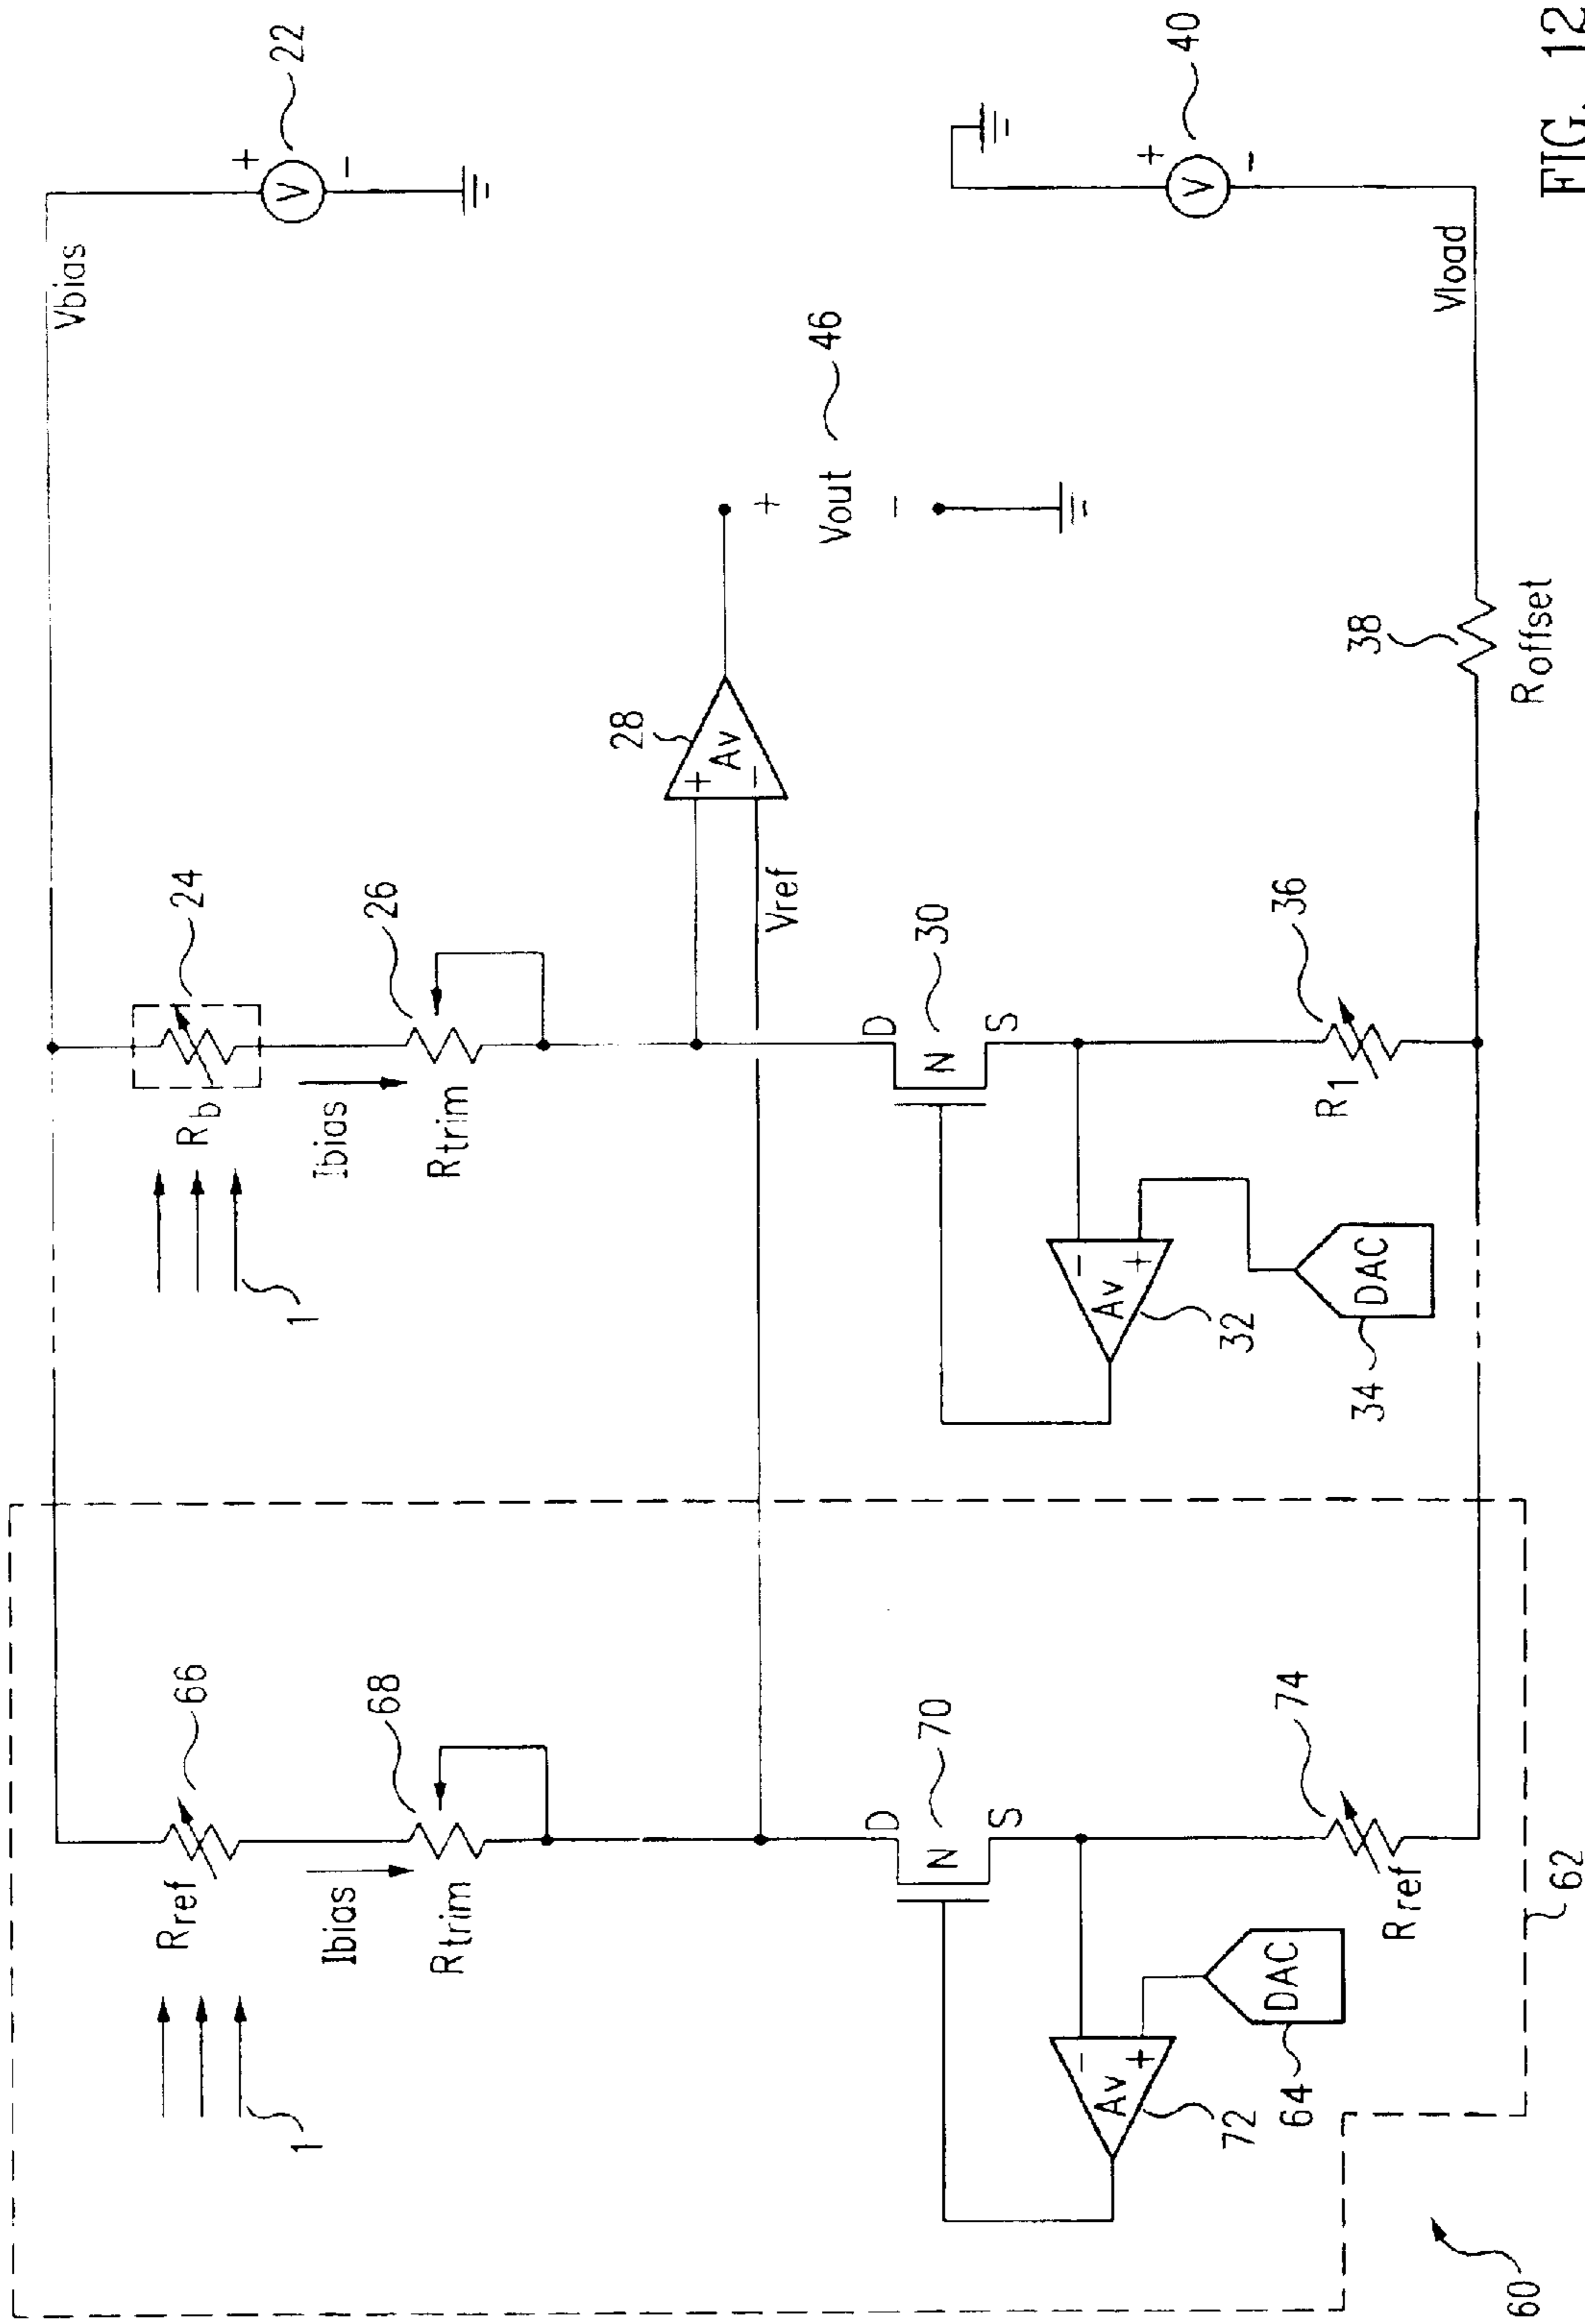 Vbias
+
V
−
22
24
Rb
1
Ibias
26
Rtrim
28
+
Av
−
Vref
+
Vout
−
46
D
N
S
30
−
Av
+
32
DAC
34
R1
36
38
Roffset
Vload
+
V
−
40
66
Rref
1
Ibias
68
Rtrim
D
N
S
70
−
Av
+
72
DAC
64
Rref
74
62
60
FIG. 12